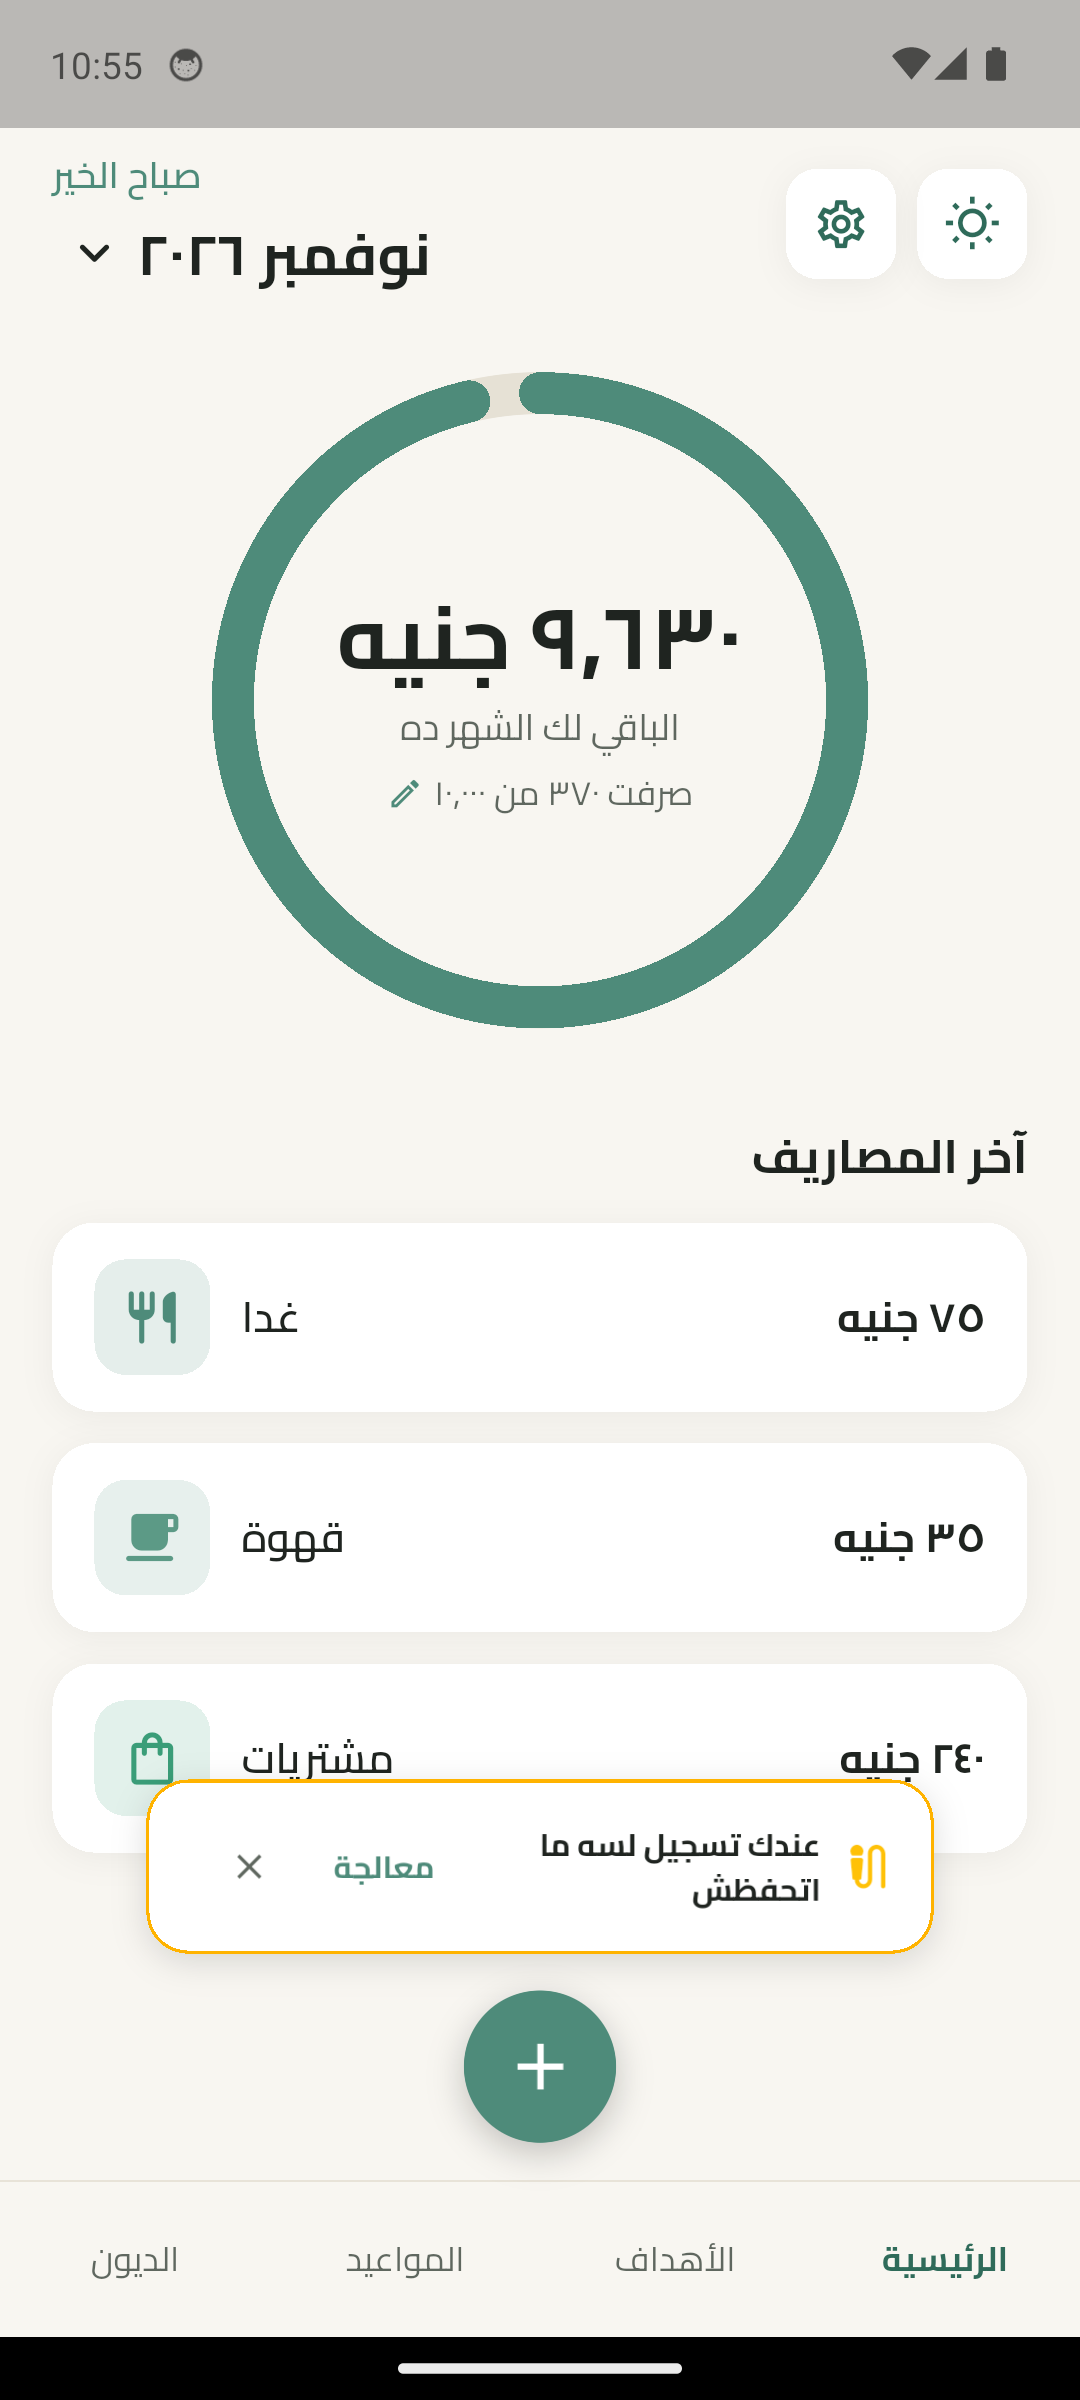 10:55
صباح الخير
نوفمبر ٢٠٢٦
٩,٦٣٠ جنيه
الباقي لك الشهر ده
صرفت ٣٧٠ من ١٠,٠٠٠
آخر المصاريف
غدا
٧٥ جنيه
قهوة
٣٥ جنيه
مشتريات
٢٤٠ جنيه
عندك تسجيل لسه ما
اتحفظش
معالجة
الرئيسية
الأهداف
المواعيد
الديون